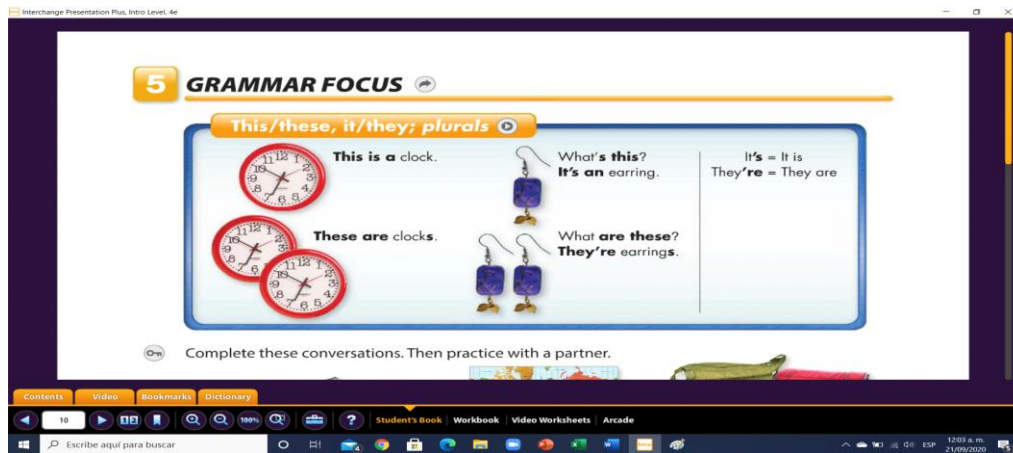 Interchange Presentation Plus, Intro Level, 4e
5 GRAMMAR FOCUS
This/these, it/they; plurals
This is a clock.
These are clocks.
What's this?
It's an earring.
What are these?
They're earrings.
It's = It is
They're = They are
Complete these conversations. Then practice with a partner.
Contents Video Bookmarks Dictionary
10 100% ? Student's Book Workbook Video Worksheets Arcade
Escribe aquí para buscar ESP 12:03 a. m.
21/09/2020